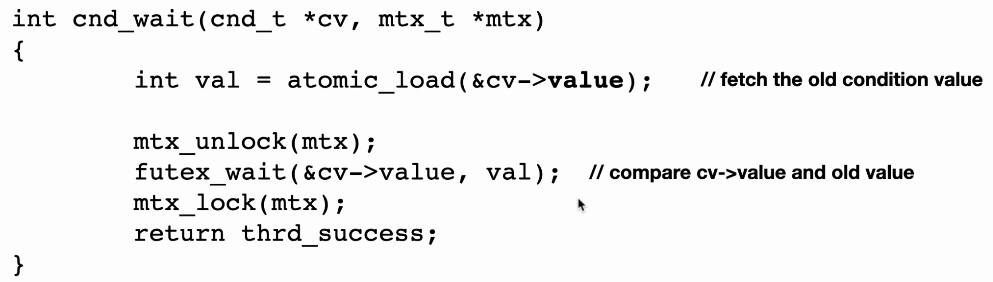 int cnd_wait(cnd_t *cv, mtx_t *mtx)
{
int val = atomic_load(&cv->value); // fetch the old condition value
mtx_unlock(mtx);
futex_wait(&cv->value, val); // compare cv->value and old value
mtx_lock(mtx);
return thrd_success;
}